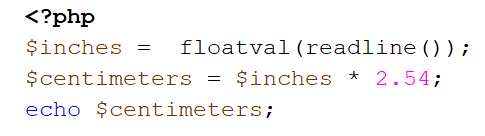 <?php
$inches =  floatval(readline());
$centimeters = $inches * 2.54;
echo $centimeters;